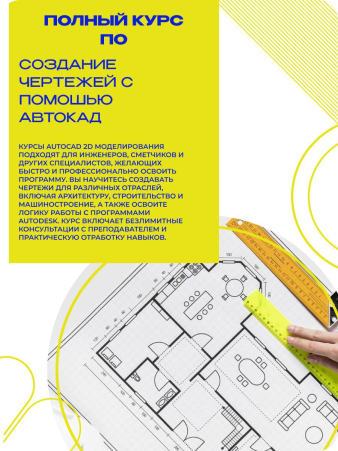 ПОЛНЫЙ КУРС
ПО
СОЗДАНИЕ
ЧЕРТЕЖЕЙ С
ПОМОШЬЮ
АВТОКАД
КУРСЫ AUTOCAD 2D МОДЕЛИРОВАНИЯ
ПОДХОДЯТ ДЛЯ ИНЖЕНЕРОВ, СМЕТЧИКОВ И
ДРУГИХ СПЕЦИАЛИСТОВ, ЖЕЛАЮЩИХ
БЫСТРО И ПРОФЕССИОНАЛЬНО ОСВОИТЬ
ПРОГРАММУ. ВЫ НАУЧИТЕСЬ СОЗДАВАТЬ
ЧЕРТЕЖИ ДЛЯ РАЗЛИЧНЫХ ОТРАСЛЕЙ,
ВКЛЮЧАЯ АРХИТЕКТУРУ, СТРОИТЕЛЬСТВО И
МАШИНОСТРОЕНИЕ, А ТАКЖЕ ОСВОИТЕ
ЛОГИКУ РАБОТЫ С ПРОГРАММАМИ
AUTODESK. КУРС ВКЛЮЧАЕТ БЕЗЛИМИТНЫЕ
КОНСУЛЬТАЦИИ С ПРЕПОДАВАТЕЛЕМ И
ПРАКТИЧЕСКУЮ ОТРАБОТКУ НАВЫКОВ.